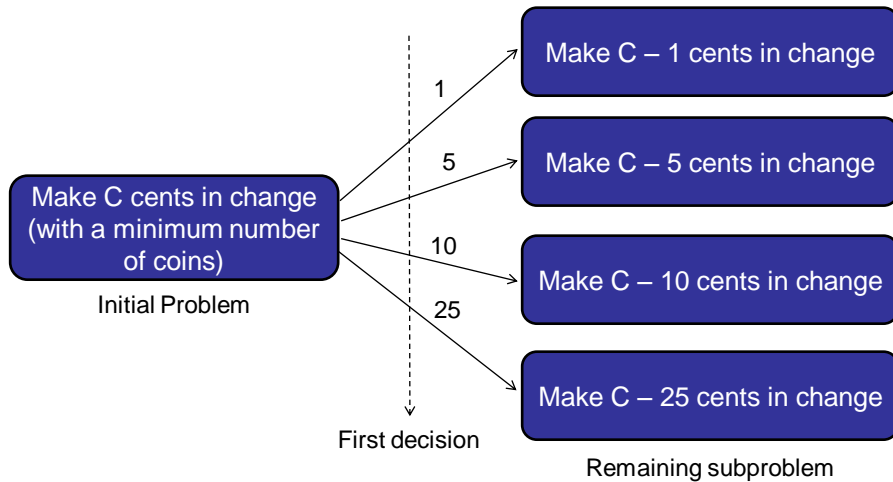 Make C cents in change
(with a minimum number
of coins)
Initial Problem
1
5
10
25
First decision
Make C – 1 cents in change
Make C – 5 cents in change
Make C – 10 cents in change
Make C – 25 cents in change
Remaining subproblem